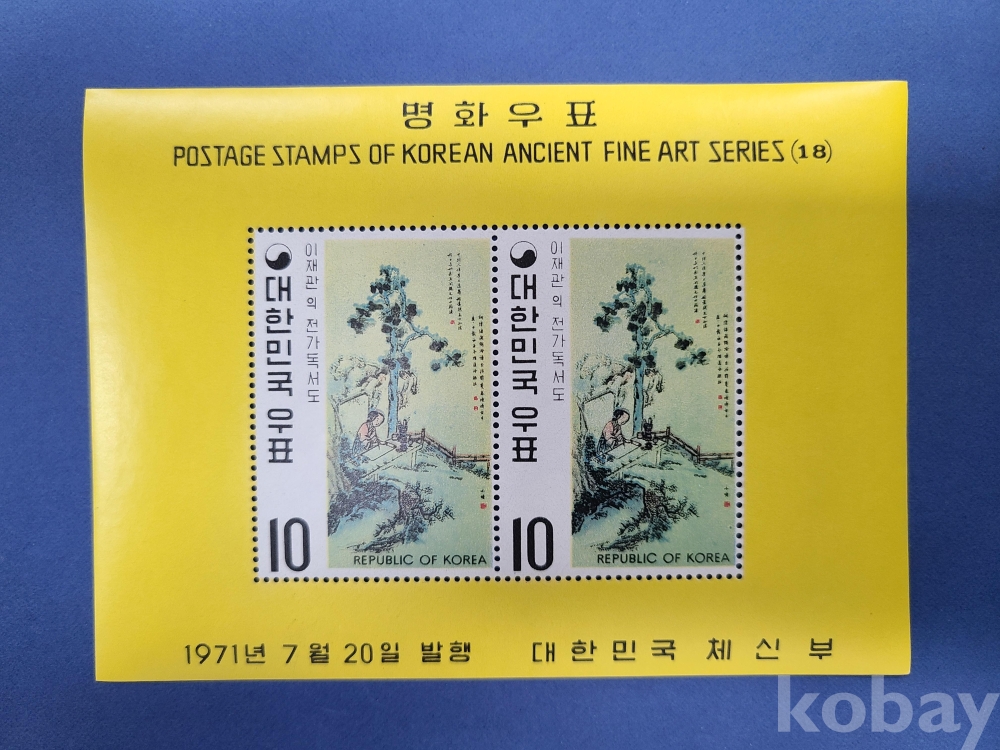 명화우표
POSTAGE STAMPS OF KOREAN ANCIENT FINE ART SERIES (18)
대한민국 우표
이재관의 전가독서도
10
REPUBLIC OF KOREA
대한민국 우표
이재관의 전가독서도
10
REPUBLIC OF KOREA
1971년 7월 20일 발행 대한민국 체신부
kobay